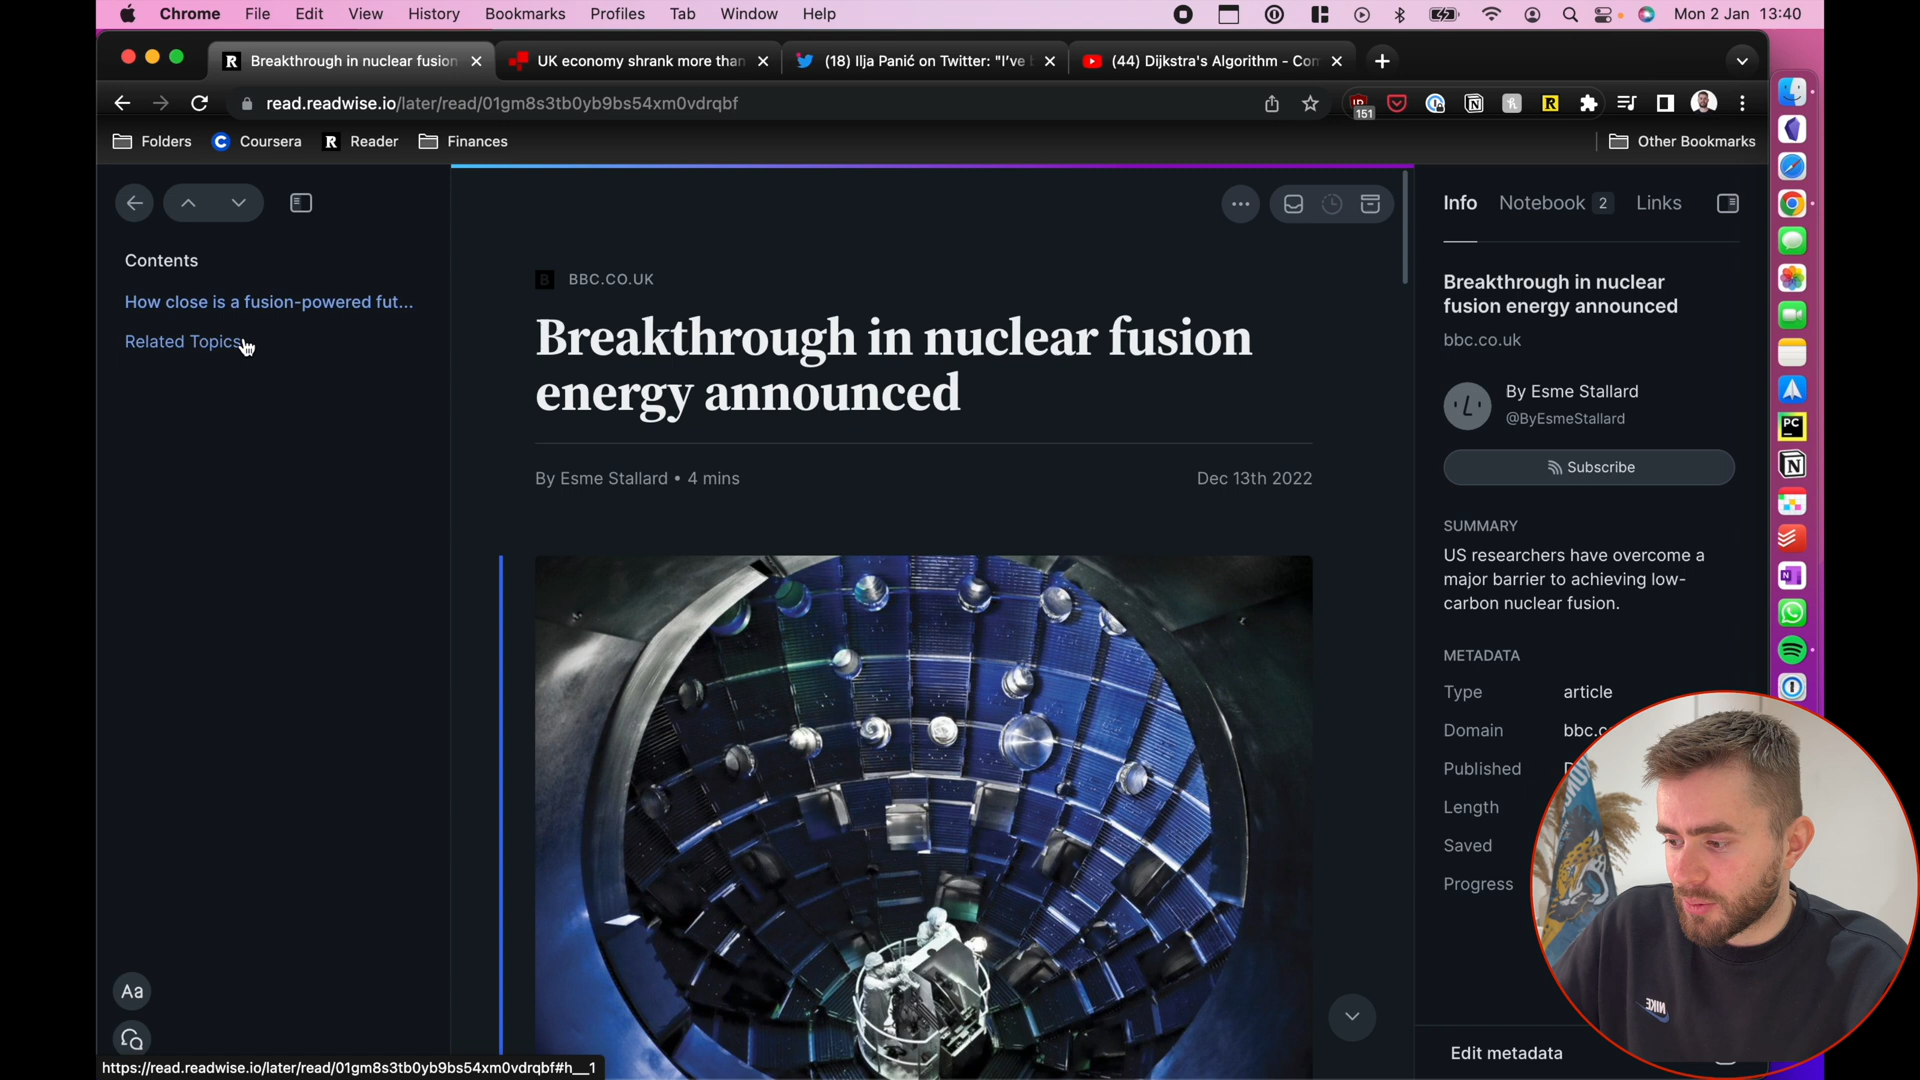 Chrome File Edit View History Bookmarks Profiles Tab Window Help Mon 2 Jan 13:40
R Breakthrough in nuclear fusion UK economy shrank more than (18) Ilja Panić on Twitter: "I've (44) Dijkstra's Algorithm - Com
read.readwise.io/later/read/01gm8s3tb0yb9bs54xm0vdrqbf
151
Folders Coursera Reader Finances Other Bookmarks
Contents
How close is a fusion-powered fut...
Related Topics
Aa
https://read.readwise.io/later/read/01gm8s3tb0yb9bs54xm0vdrqbf#h__1
B BBC.CO.UK
Breakthrough in nuclear fusion
energy announced
By Esme Stallard • 4 mins Dec 13th 2022
Info Notebook 2 Links
Breakthrough in nuclear
fusion energy announced
bbc.co.uk
By Esme Stallard
@ByEsmeStallard
Subscribe
SUMMARY
US researchers have overcome a
major barrier to achieving low-
carbon nuclear fusion.
METADATA
Type article
Domain bbc.c
Published
Length
Saved
Progress
Edit metadata
PC
NIKE